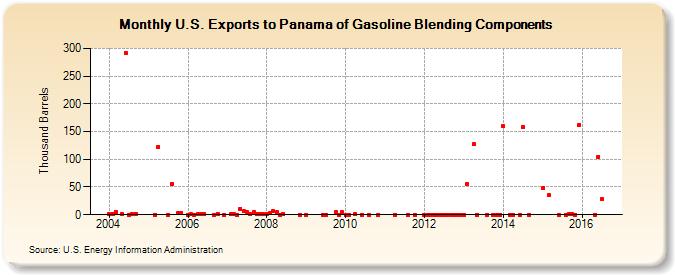 Monthly U.S. Exports to Panama of Gasoline Blending Components
Thousand Barrels
300
250
200
150
100
50
0
2004 2006 2008 2010 2012 2014 2016
Source: U.S. Energy Information Administration